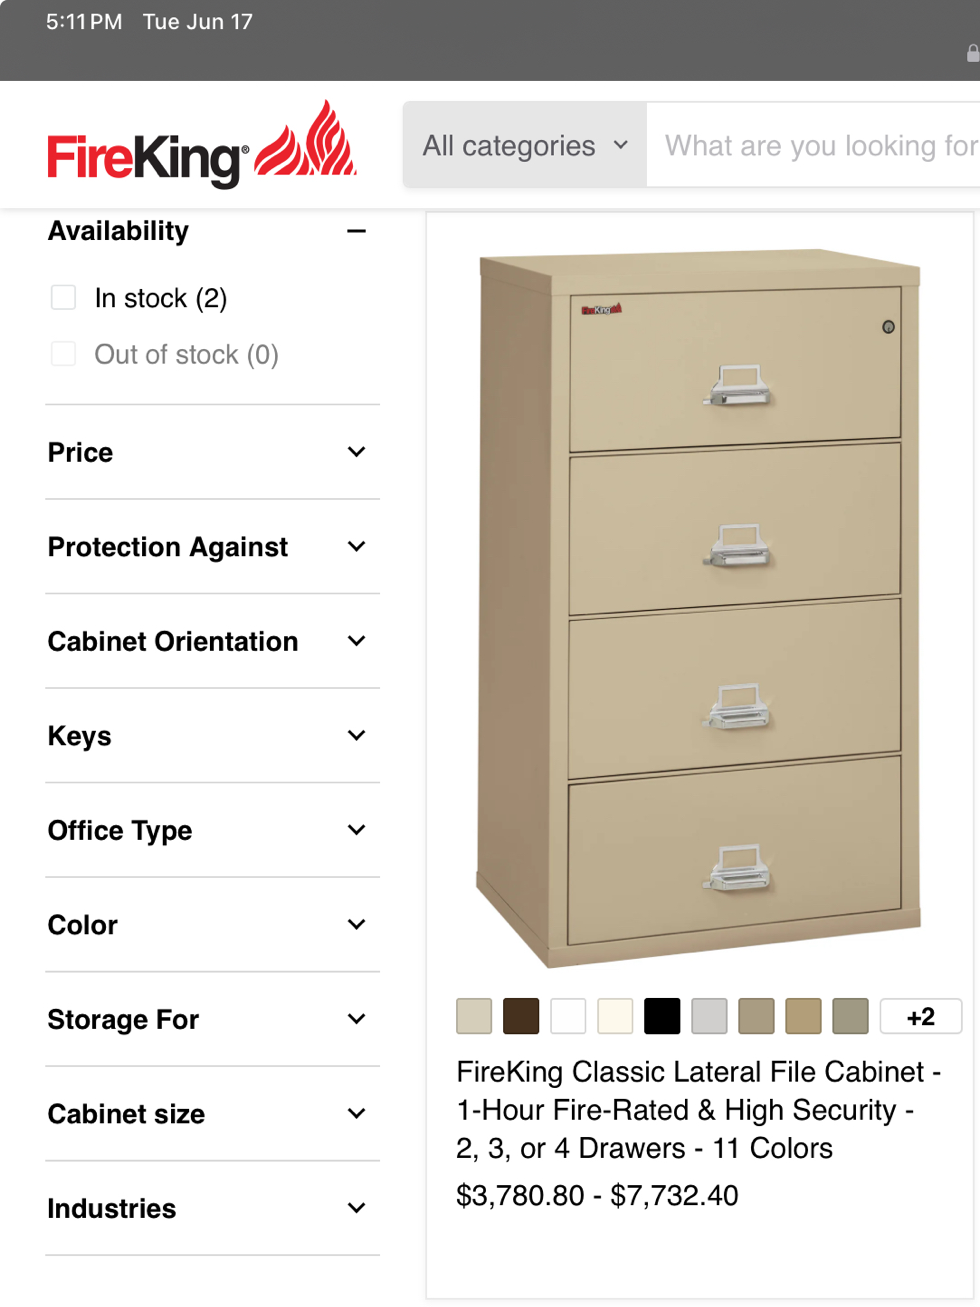 5:11 PM Tue Jun 17
FireKing®
All categories
What are you looking for
Availability
In stock (2)
Out of stock (0)
Price
Protection Against
Cabinet Orientation
Keys
Office Type
Color
Storage For
Cabinet size
Industries
FireKing
+2
FireKing Classic Lateral File Cabinet -
1-Hour Fire-Rated & High Security -
2, 3, or 4 Drawers - 11 Colors
$3,780.80 - $7,732.40